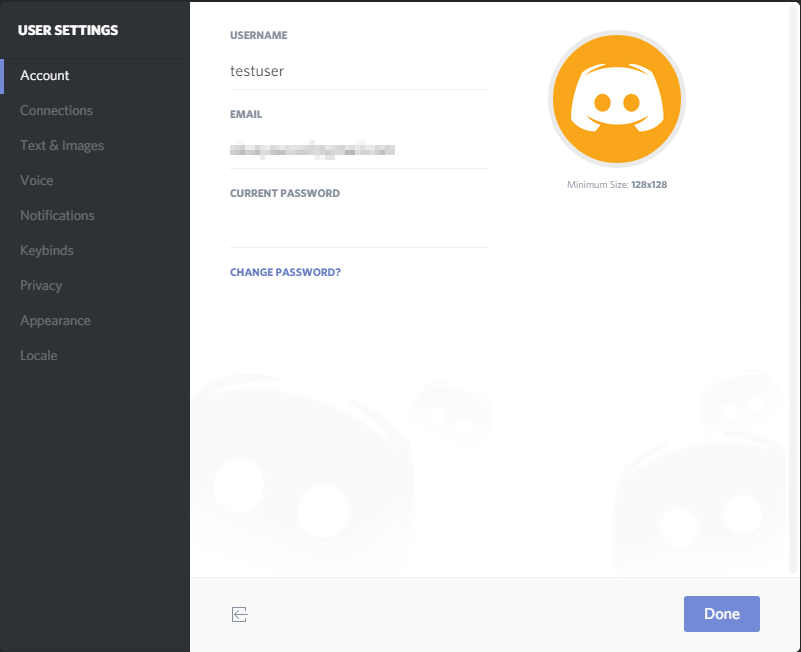 USER SETTINGS
Account
Connections
Text & Images
Voice
Notifications
Keybinds
Privacy
Appearance
Locale
USERNAME
testuser
EMAIL
CURRENT PASSWORD
CHANGE PASSWORD?
Minimum Size: 128x128
Done